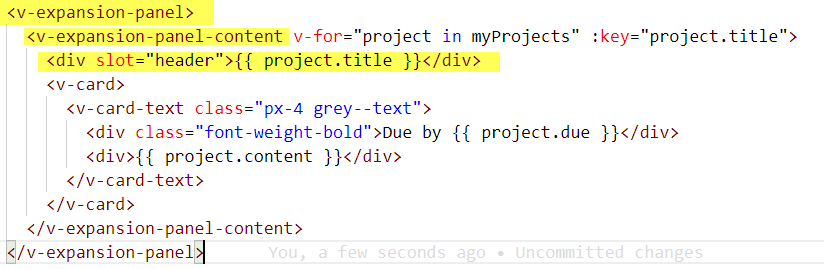 <v-expansion-panel>
<v-expansion-panel-content v-for="project in myProjects" :key="project.title">
<div slot="header">{{ project.title }}</div>
<v-card>
<v-card-text class="px-4 grey--text">
<div class="font-weight-bold">Due by {{ project.due }}</div>
<div>{{ project.content }}</div>
</v-card-text>
</v-card>
</v-expansion-panel-content>
</v-expansion-panel> You, a few seconds ago • Uncommitted changes